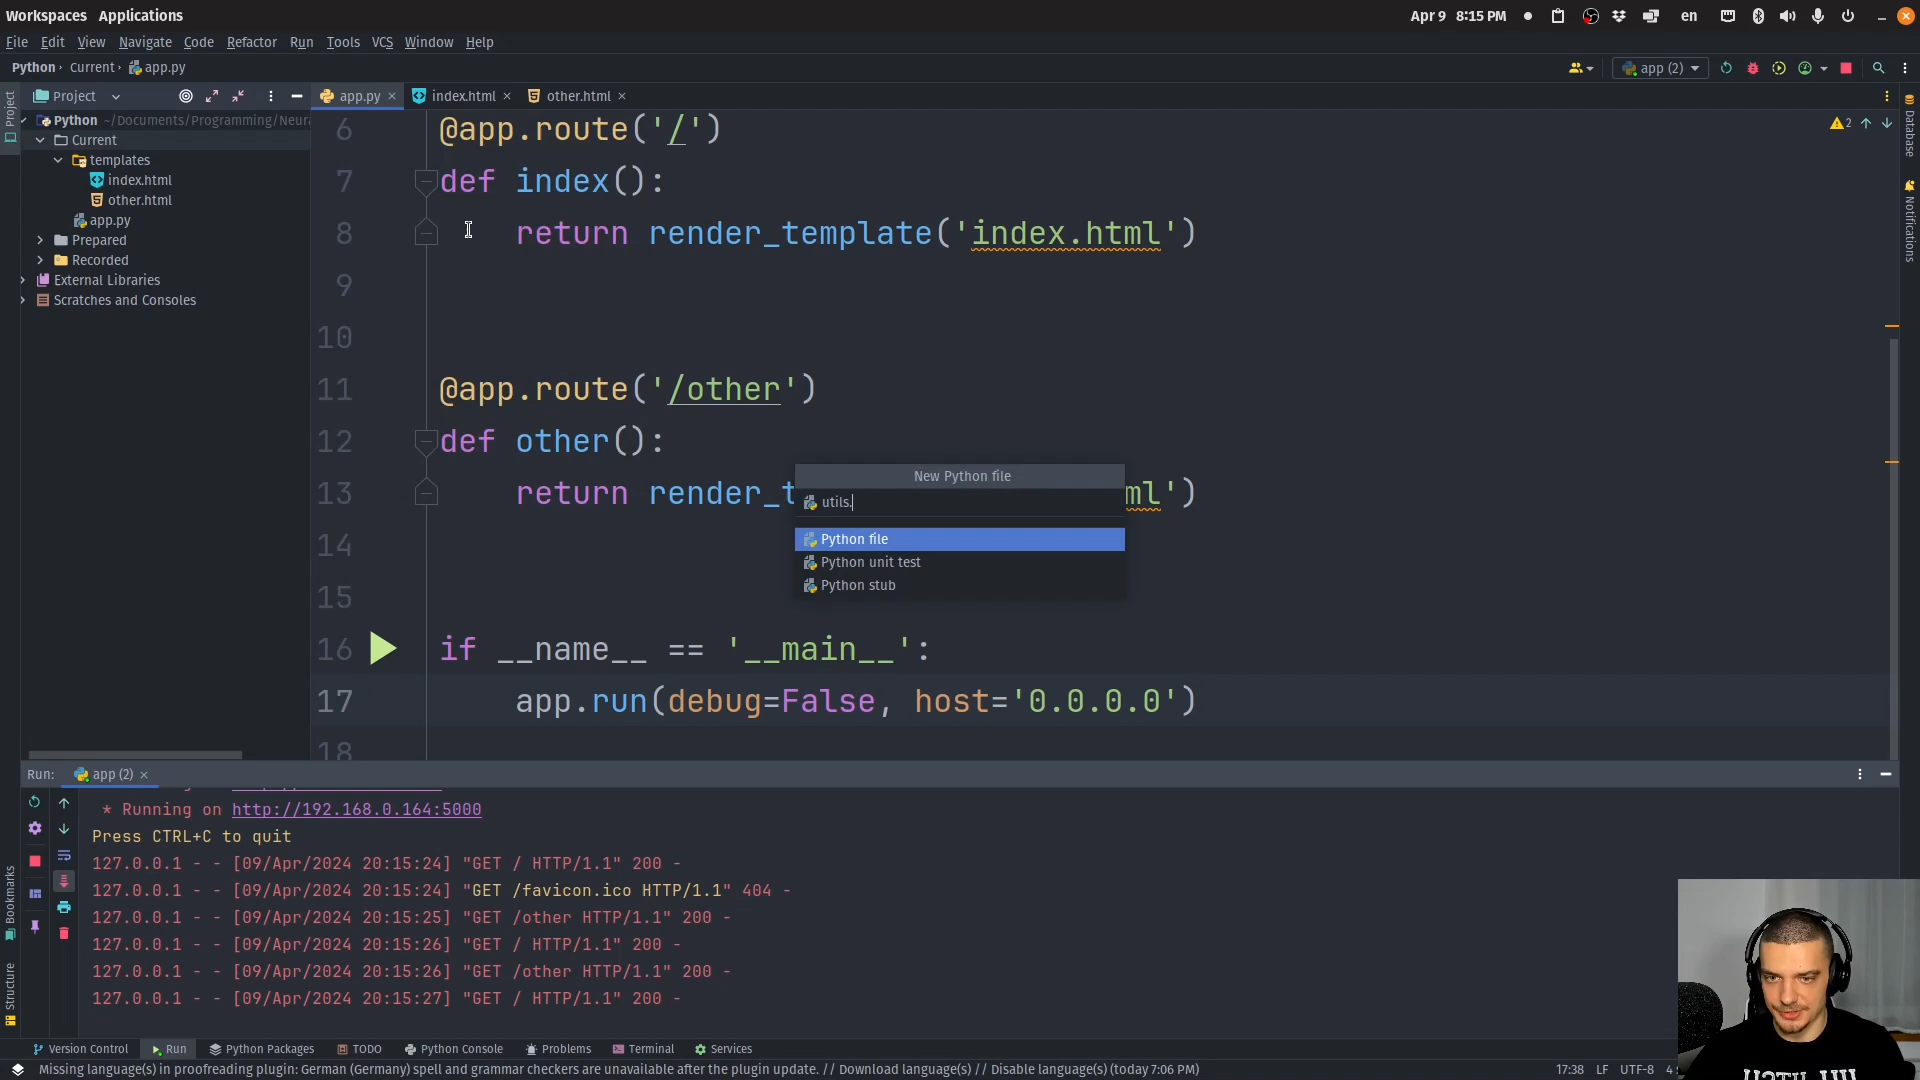 Workspaces Applications
Apr 9 8:15 PM
en
File Edit View Navigate Code Refactor Run Tools VCS Window Help
Python Current app.py
app (2)
Project
app.py
index.html
other.html
Python ~/Documents/Programming/Neura
Current
templates
index.html
other.html
app.py
Prepared
Recorded
External Libraries
Scratches and Consoles
Project
Bookmarks
Structure
Database
Notifications
2
6 @app.route('/')
7 def index():
8 return render_template('index.html')
9
10
11 @app.route('/other')
12 def other():
13 return render_t ml')
14
15
16 if __name__ == '__main__':
17 app.run(debug=False, host='0.0.0.0')
18
New Python file
utils.
Python file
Python unit test
Python stub
Run: app (2)
* Running on http://192.168.0.164:5000
Press CTRL+C to quit
127.0.0.1 - - [09/Apr/2024 20:15:24] "GET / HTTP/1.1" 200 -
127.0.0.1 - - [09/Apr/2024 20:15:24] "GET /favicon.ico HTTP/1.1" 404 -
127.0.0.1 - - [09/Apr/2024 20:15:25] "GET /other HTTP/1.1" 200 -
127.0.0.1 - - [09/Apr/2024 20:15:26] "GET / HTTP/1.1" 200 -
127.0.0.1 - - [09/Apr/2024 20:15:26] "GET /other HTTP/1.1" 200 -
127.0.0.1 - - [09/Apr/2024 20:15:27] "GET / HTTP/1.1" 200 -
Version Control Run Python Packages TODO Python Console Problems Terminal Services
Missing language(s) in proofreading plugin: German (Germany) spell and grammar checkers are unavailable after the plugin update. // Download language(s) // Disable language(s) (today 7:06 PM)
17:38 LF UTF-8 4